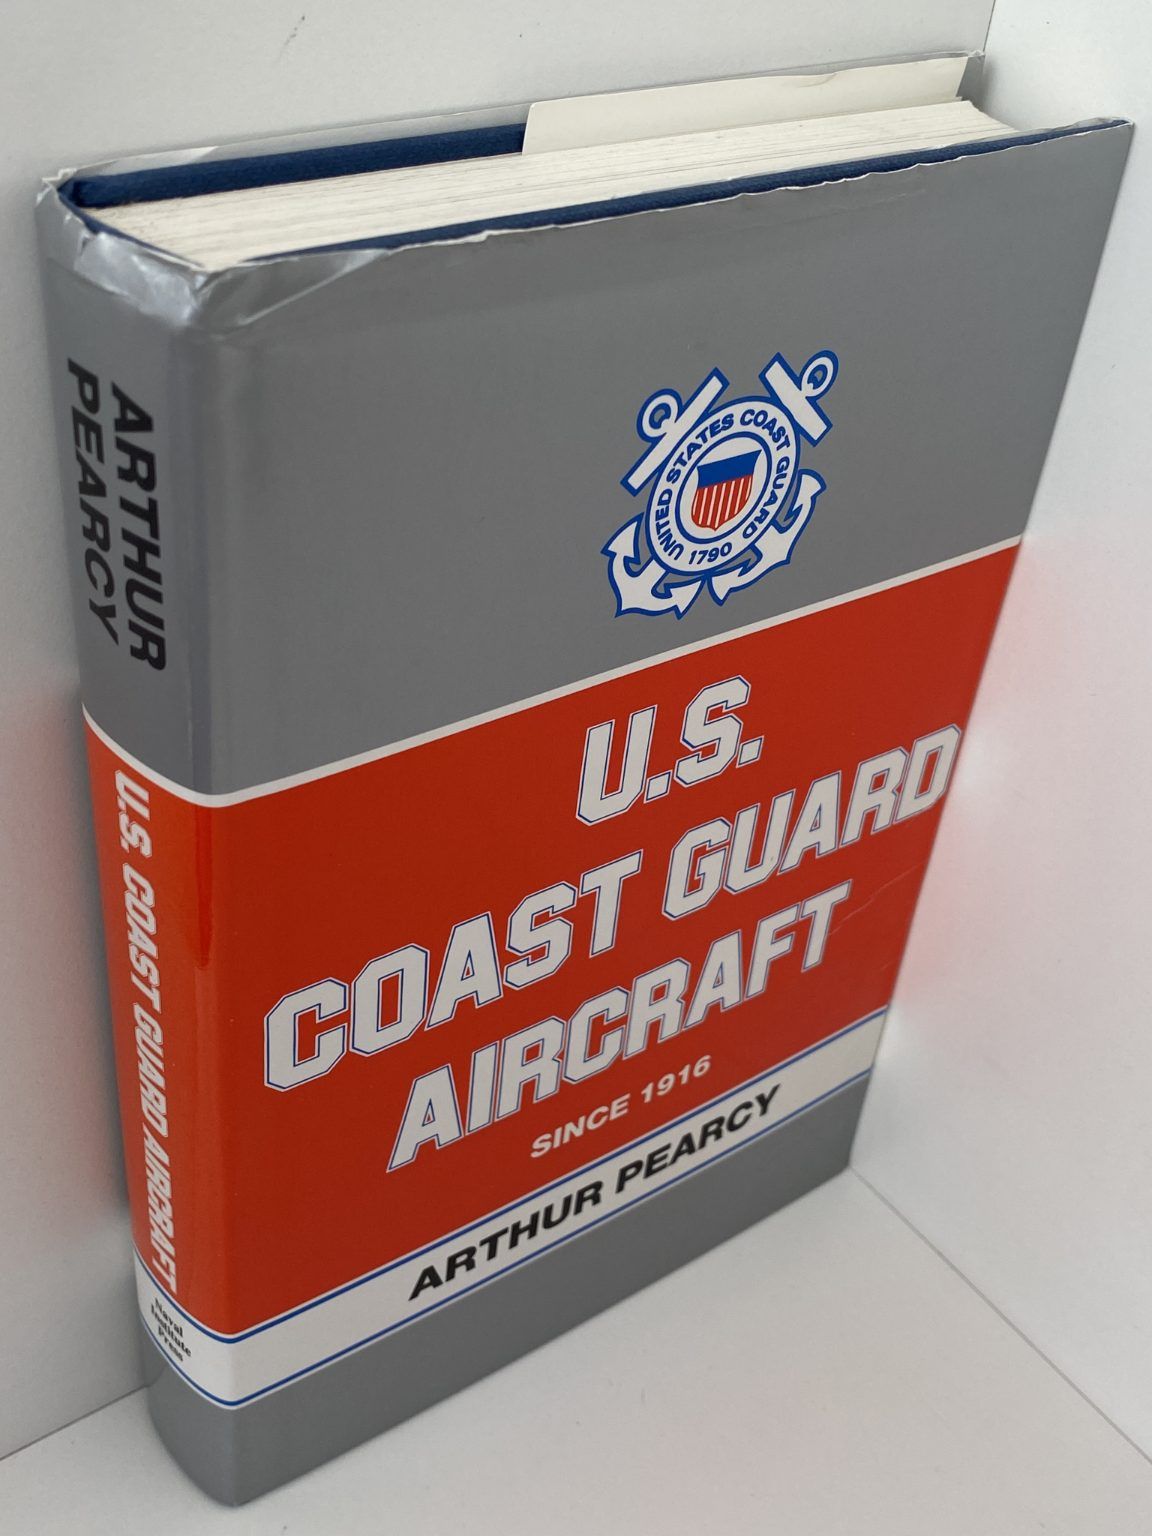 ARTHUR
PEARCY
U.S. COAST GUARD AIRCRAFT
Naval
Institute
Press
UNITED STATES COAST GUARD
1790
U.S.
COAST GUARD
AIRCRAFT
SINCE 1916
ARTHUR PEARCY